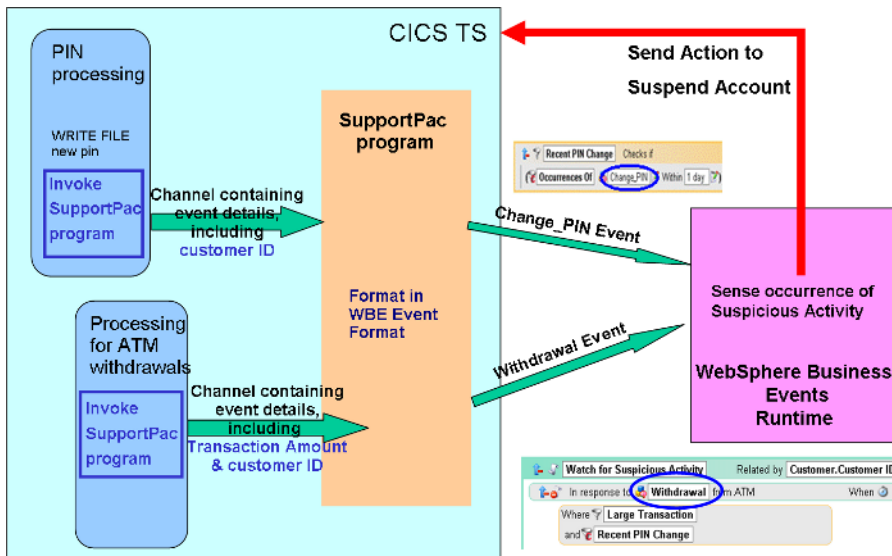 CICS TS
PIN
processing
WRITE FILE
new pin
Invoke
SupportPac
program
Channel containing
event details,
including
customer ID
SupportPac
program
Format in
WBE Event
Format
Processing
for ATM
withdrawals
Invoke
SupportPac
program
Channel containing
event details,
including
Transaction Amount
& customer ID
Send Action to
Suspend Account
Recent PIN Change Checks if
Occurrences Of Change_PIN Within 1 day
Change_PIN Event
Withdrawal Event
Sense occurrence of
Suspicious Activity
WebSphere Business
Events
Runtime
Watch for Suspicious Activity Related by Customer.Customer ID
In response to Withdrawal from ATM When
Where Large Transaction
and Recent PIN Change